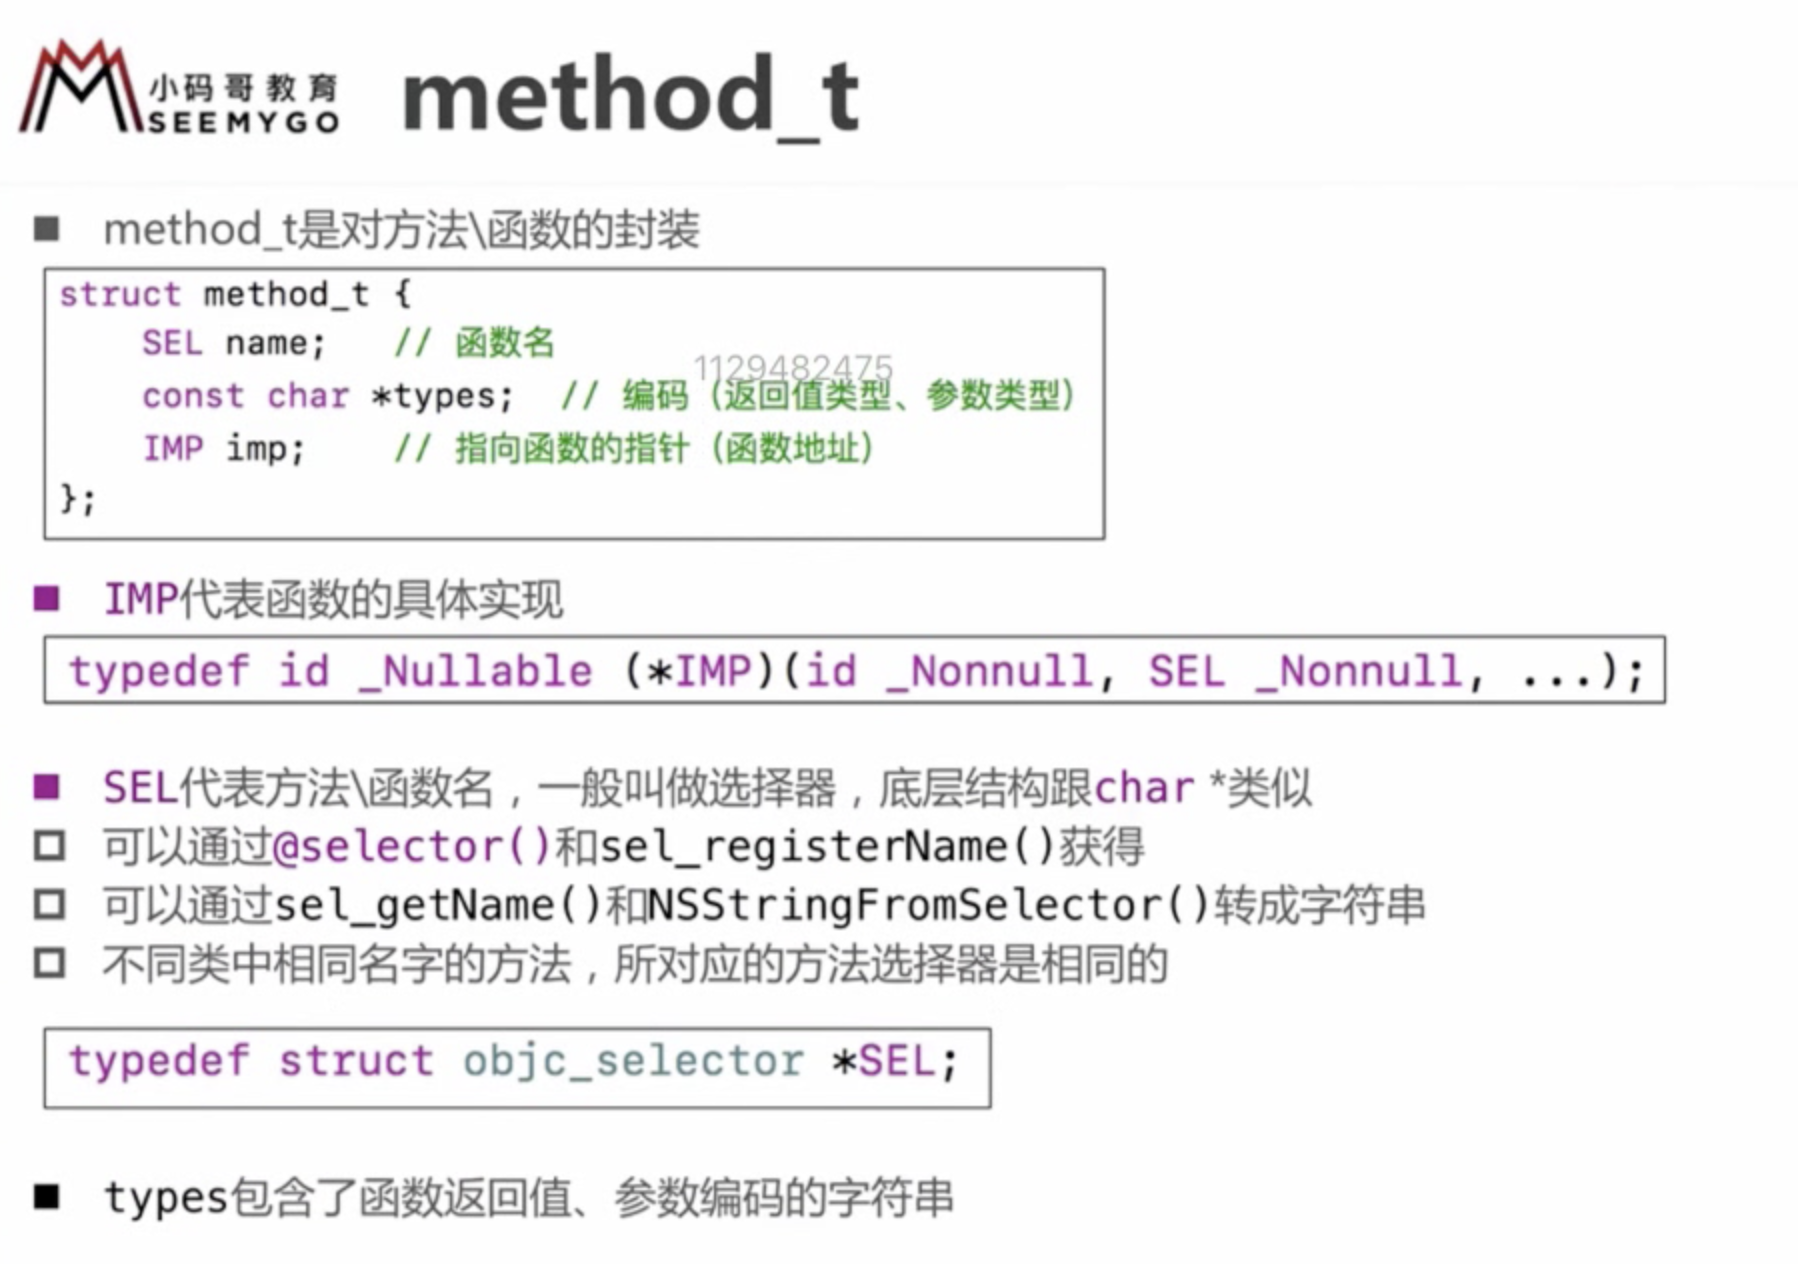 小码哥教育
SEEMYGO
method_t
method_t是对方法\函数的封装
struct method_t {
SEL name; // 函数名
1129482475
const char *types; // 编码（返回值类型、参数类型）
IMP imp; // 指向函数的指针（函数地址）
};
IMP代表函数的具体实现
typedef id _Nullable (*IMP)(id _Nonnull, SEL _Nonnull, ...);
SEL代表方法\函数名，一般叫做选择器，底层结构跟char *类似
可以通过@selector()和sel_registerName()获得
可以通过sel_getName()和NSStringFromSelector()转成字符串
不同类中相同名字的方法，所对应的方法选择器是相同的
typedef struct objc_selector *SEL;
types包含了函数返回值、参数编码的字符串